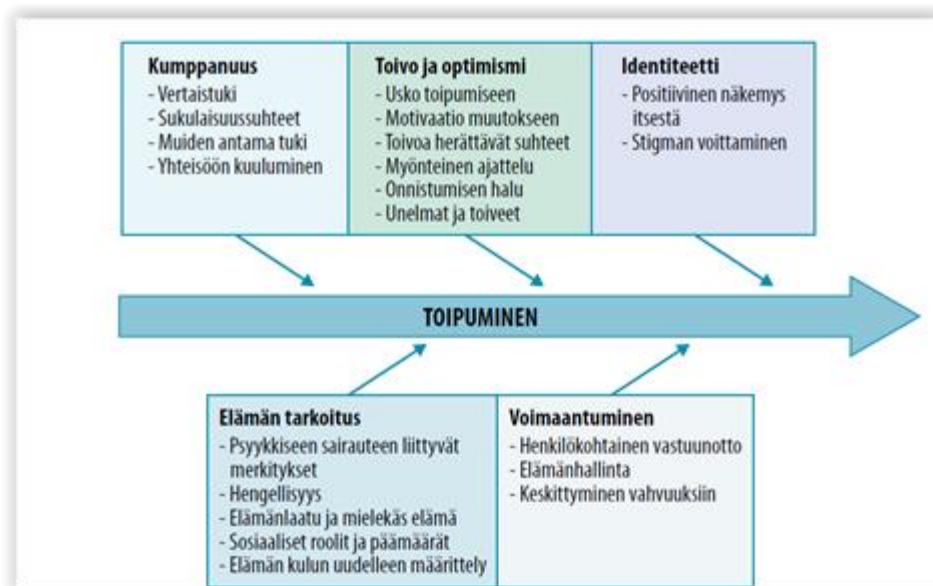 Kumppanuus
- Vertaistuki
- Sukulaisuussuhteet
- Muiden antama tuki
- Yhteisöön kuuluminen
Toivo ja optimismi
- Usko toipumiseen
- Motivaatio muutokseen
- Toivoa herättävät suhteet
- Myönteinen ajattelu
- Onnistumisen halu
- Unelmat ja toiveet
Identiteetti
- Positiivinen näkemys
itsestä
- Stigman voittaminen
TOIPUMINEN
Elämän tarkoitus
- Psyykkiseen sairauteen liittyvät
merkitykset
- Hengellisyys
- Elämänlaatu ja mielekäs elämä
- Sosiaaliset roolit ja päämäärät
- Elämän kulun uudelleen määrittely
Voimaantuminen
- Henkilökohtainen vastuunotto
- Elämänhallinta
- Keskittyminen vahvuuksiin